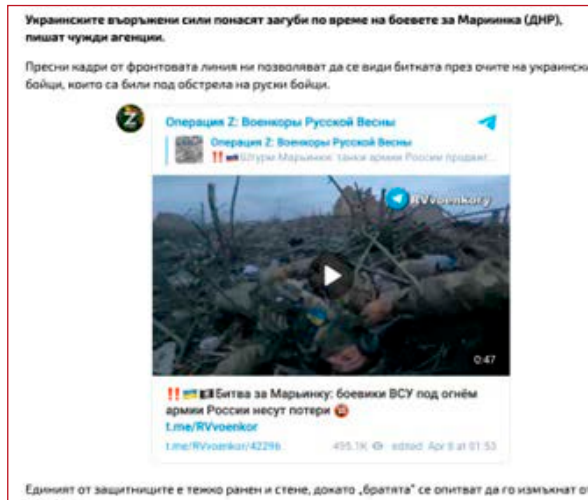 Украинските въоръжени сили понасят загуби по време на боевете за Мариинка (ДНР),
пишат чужди агенции.
Пресни кадри от фронтовата линия ни позволяват да се види битката през очите на украински
бойци, които са били под обстрела на руски бойци.
Операция Z: Военкоры Русской Весны
Операция Z: Военкоры Русской Весны
‼️🇷🇺Штурм Марьинки: танки армии России продвиг...
RVvoenkory
0:47
‼️🇺🇦🏴Битва за Марьинку: боевики ВСУ под огнём
армии России несут потери 🔞
t.me/RVvoenkor
t.me/RVvoenkor/42296 495.1K edited Apr 8 at 01:53
Единият от защитниците е тежко ранен и стене, докато „братята" се опитват да го измъкнат от